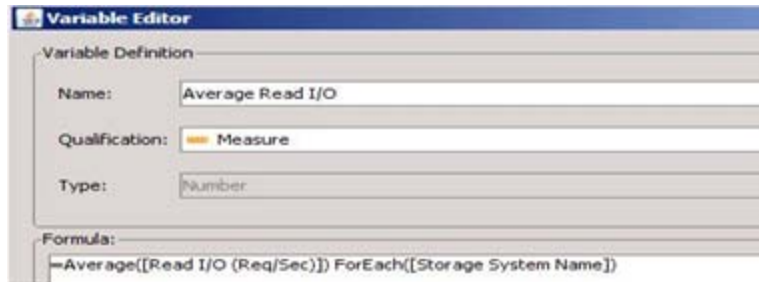 Variable Editor
Variable Definition
Name: Average Read I/O
Qualification: Measure
Type: Number
Formula:
=Average([Read I/O (Req/Sec)]) ForEach([Storage System Name])